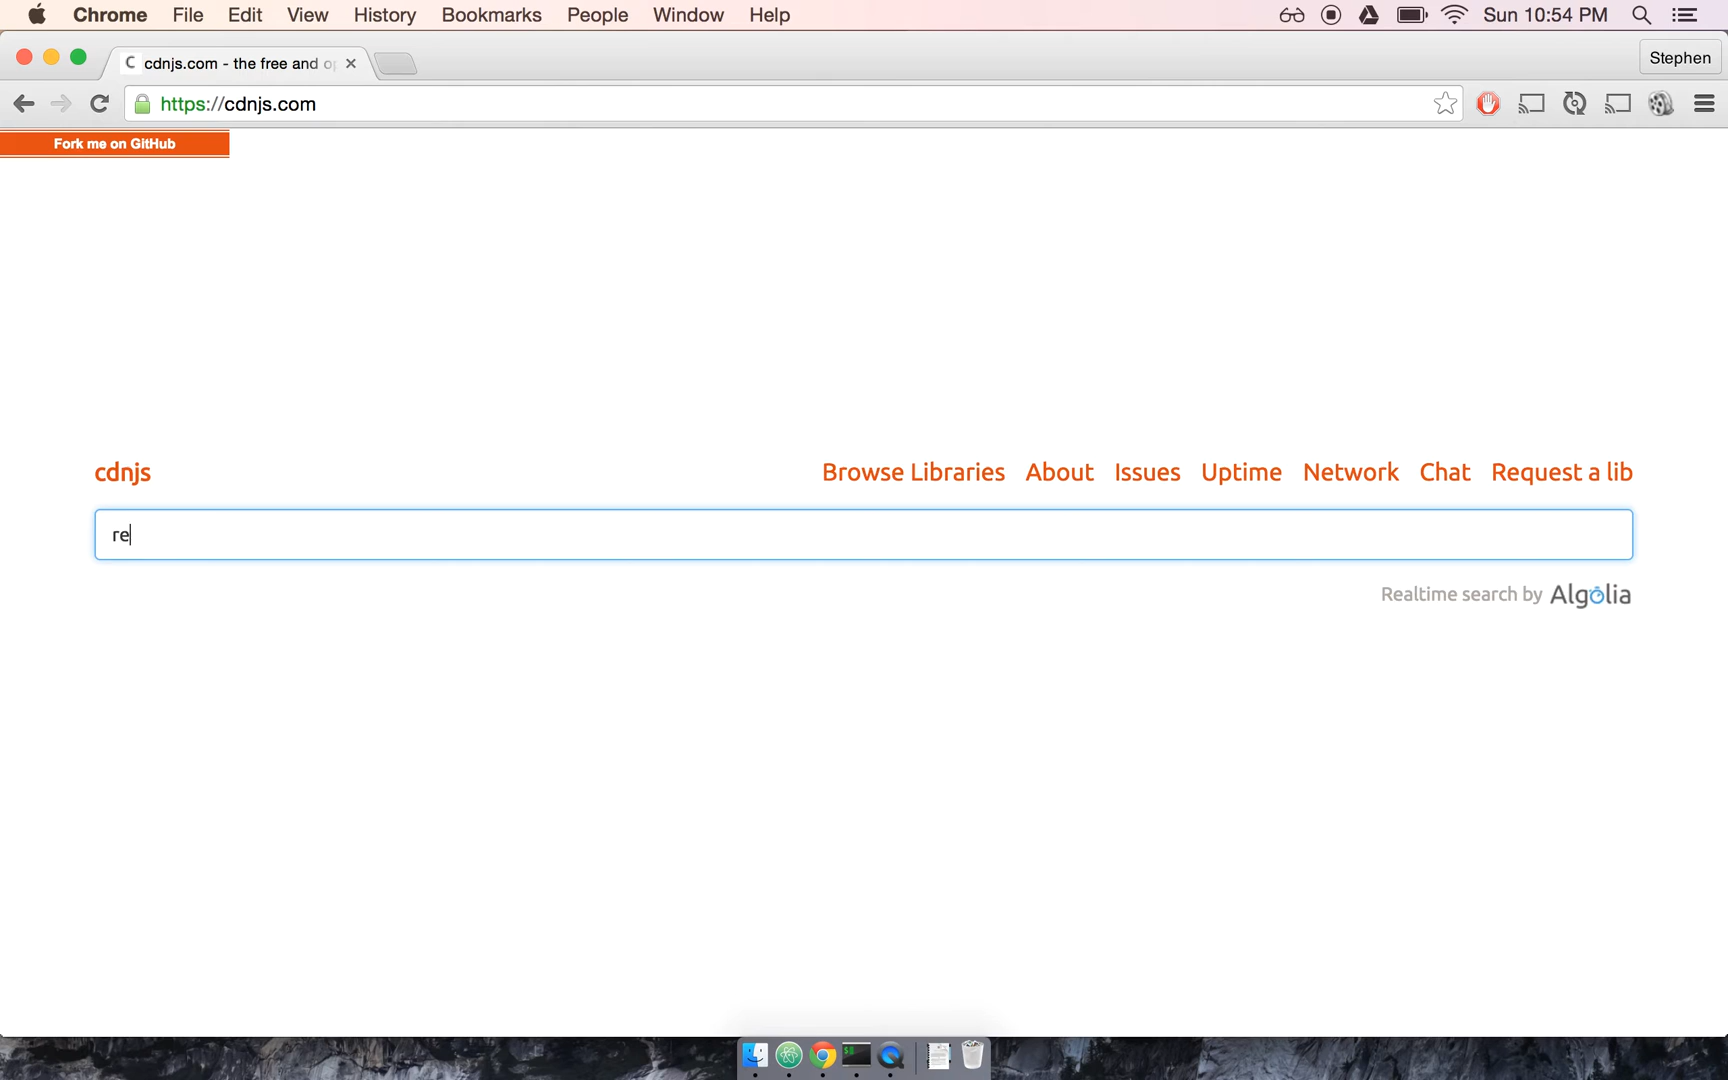 Chrome File Edit View History Bookmarks People Window Help Sun 10:54 PM
C cdnjs.com - the free and op Stephen
https://cdnjs.com
Fork me on GitHub
cdnjs Browse Libraries About Issues Uptime Network Chat Request a lib
re
Realtime search by Algolia